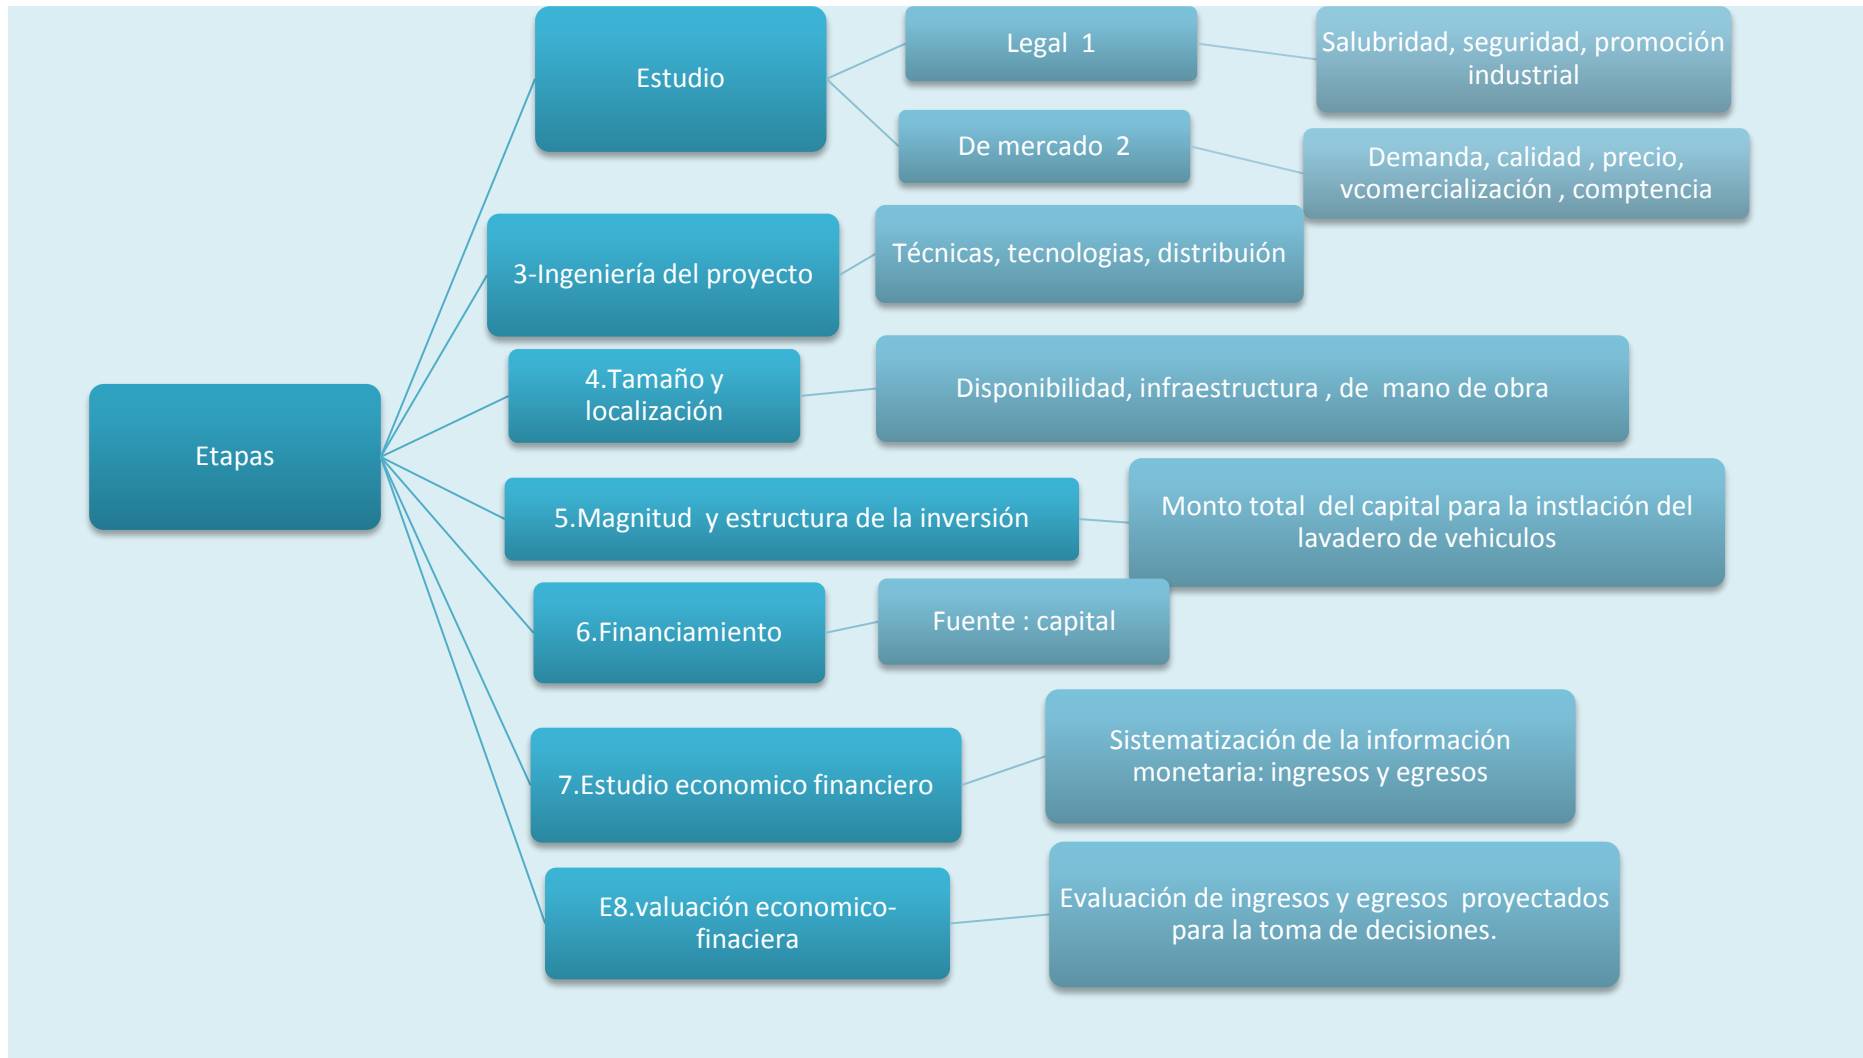 Etapas
Estudio
Legal  1
Salubridad, seguridad, promoción
industrial
De mercado  2
Demanda, calidad , precio,
vcomercialización , comptencia
3-Ingeniería del proyecto
Técnicas, tecnologias, distribuión
4.Tamaño y
localización
Disponibilidad, infraestructura , de  mano de obra
5.Magnitud  y estructura de la inversión
Monto total  del capital para la instlación del
lavadero de vehiculos
6.Financiamiento
Fuente : capital
7.Estudio economico financiero
Sistematización de la información
monetaria: ingresos y egresos
E8.valuación economico-
finaciera
Evaluación de ingresos y egresos  proyectados
para la toma de decisiones.